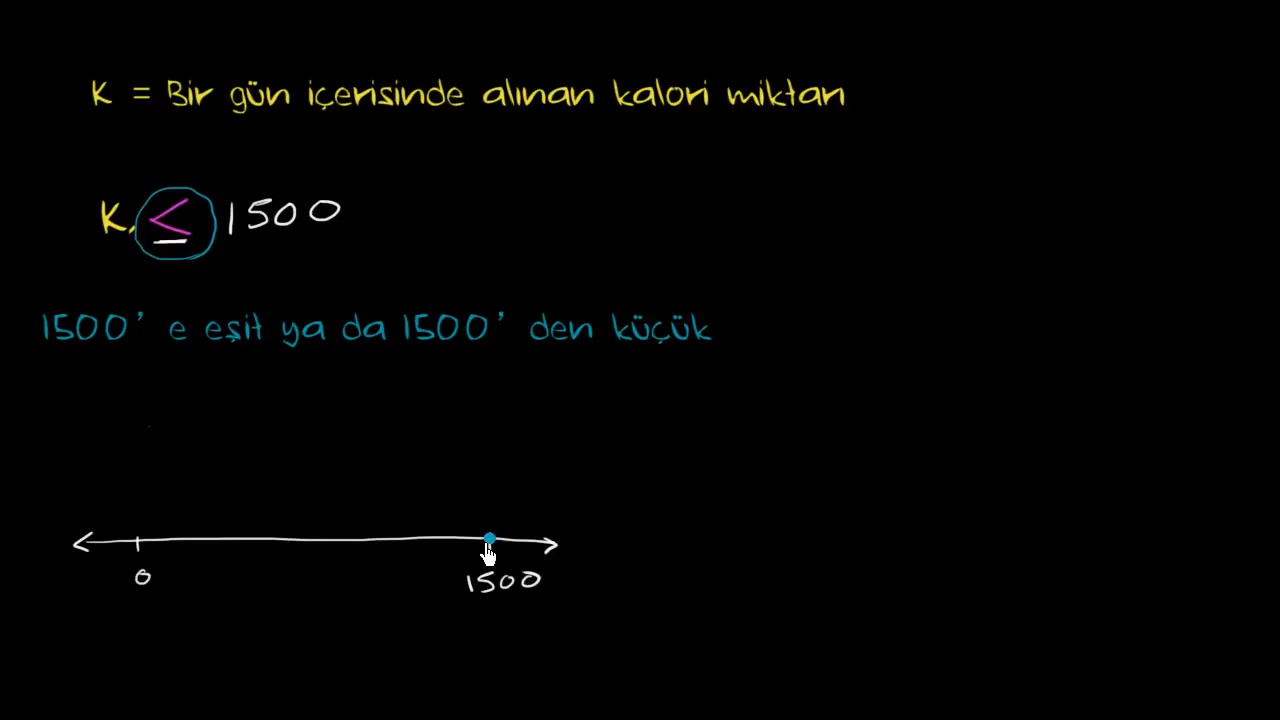 K = Bir gün içerisinde alınan kalori miktarı
K ≤ 1500
1500' e eşit ya da 1500' den küçük
0 1500